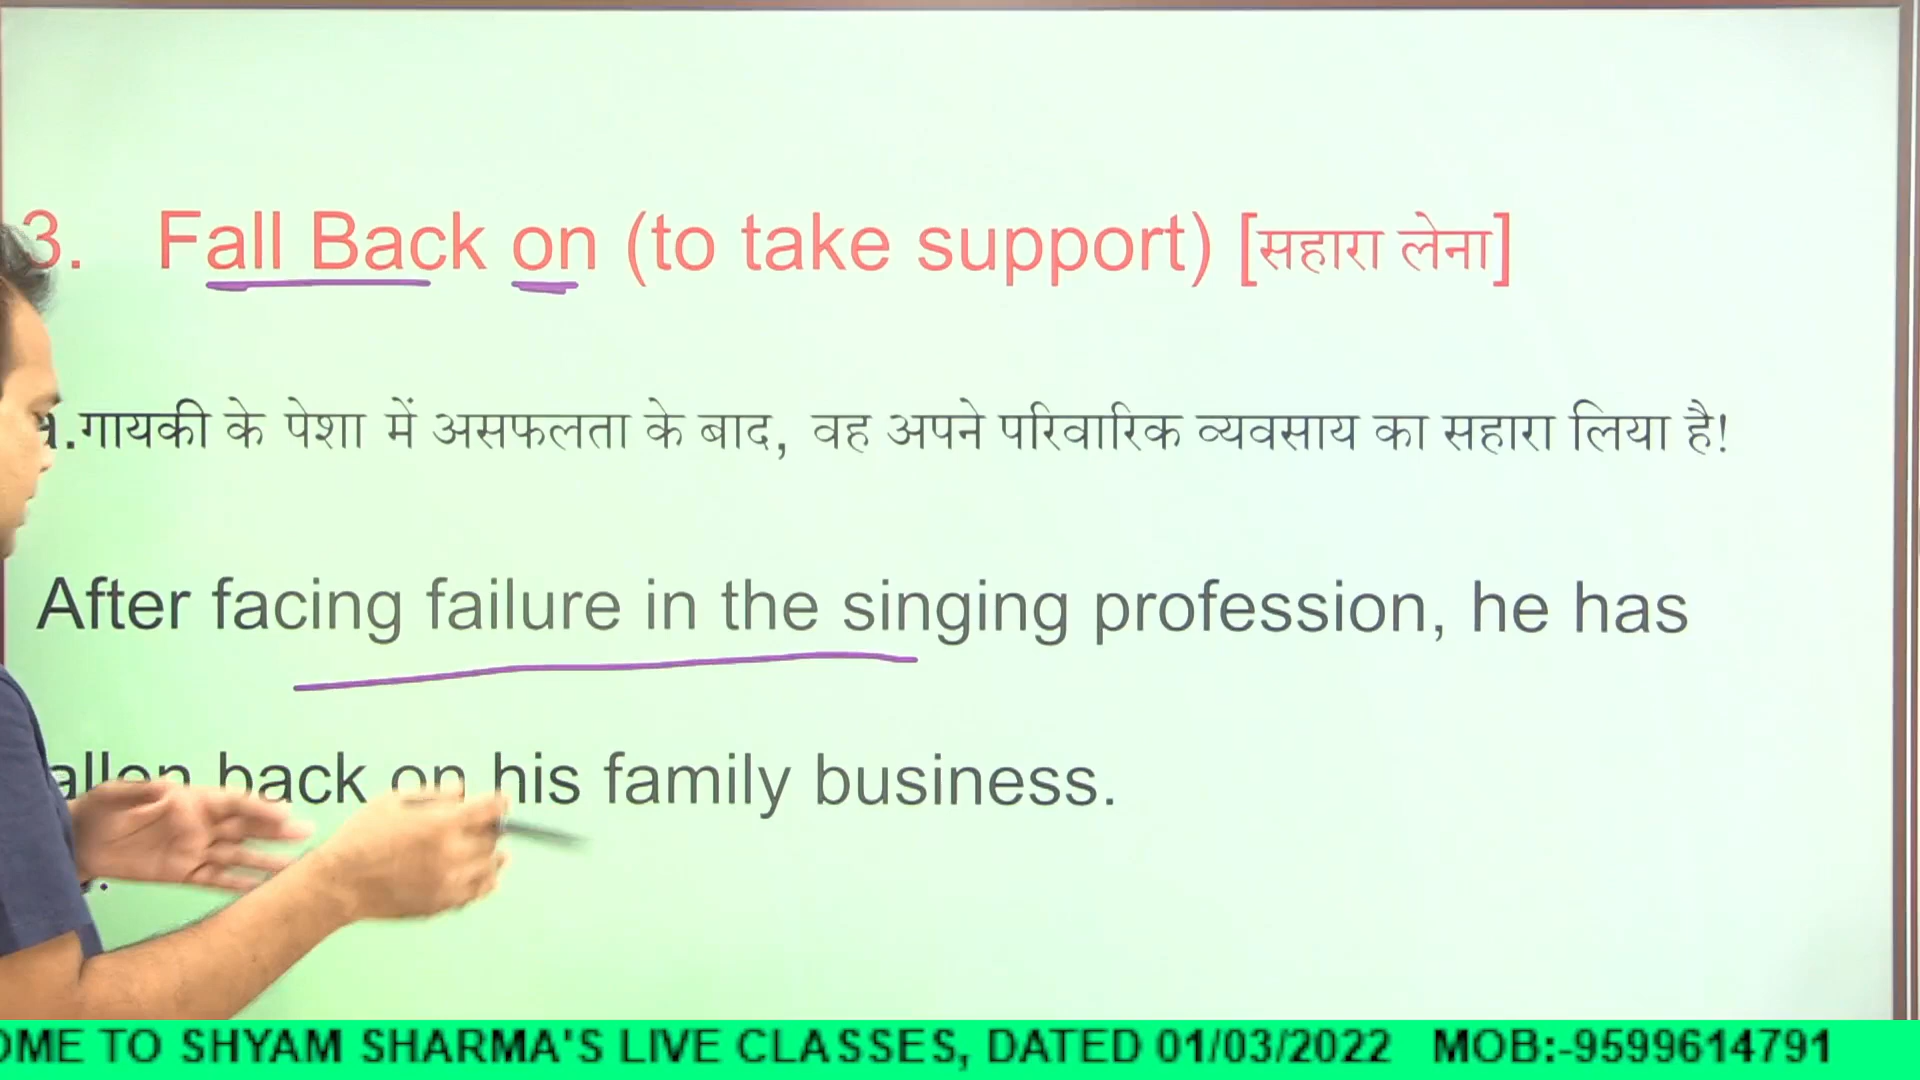 3. Fall Back on (to take support) [सहारा लेना]
गायकी के पेशा में असफलता के बाद, वह अपने परिवारिक व्यवसाय का सहारा लिया है!
After facing failure in the singing profession, he has
back on his family business.
TO SHYAM SHARMA'S LIVE CLASSES, DATED 01/03/2022 MOB:-9599614791